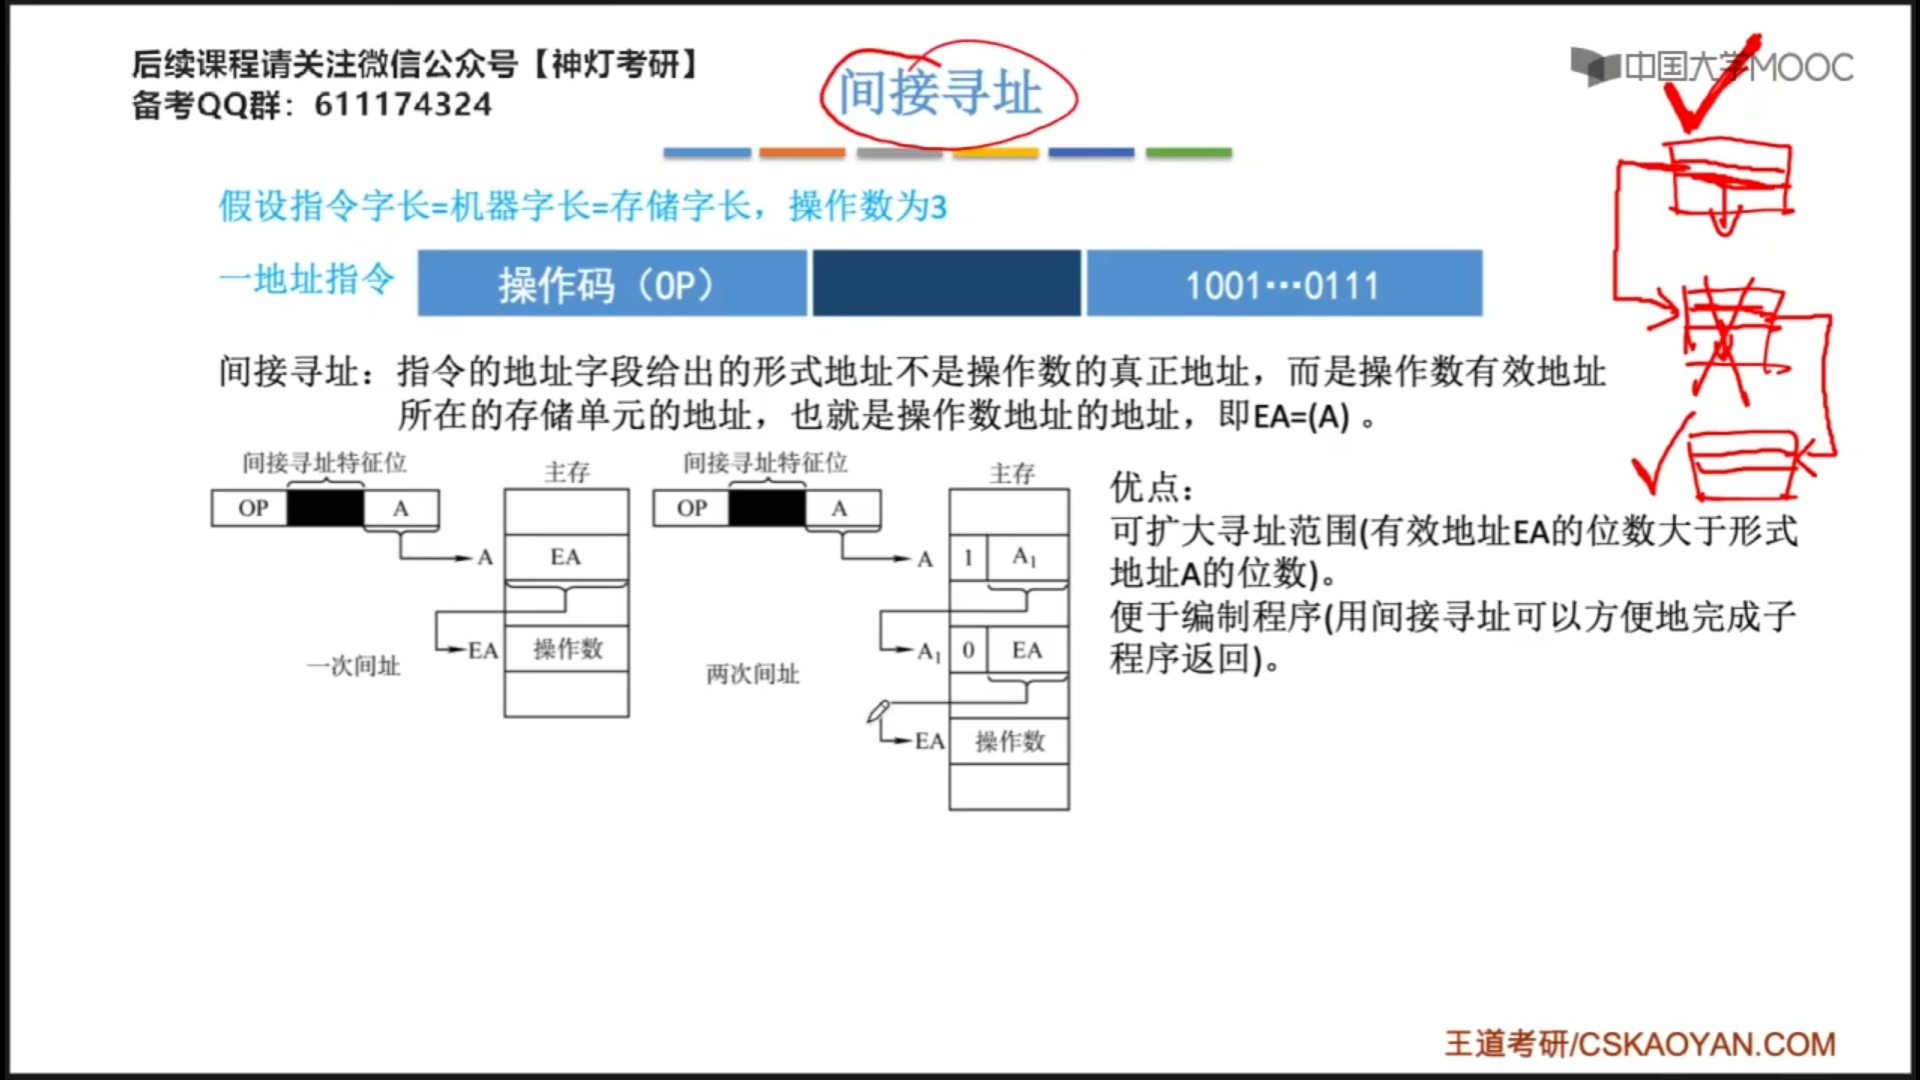 后续课程请关注微信公众号【神灯考研】
备考QQ群：611174324
中国大学MOOC
间接寻址
假设指令字长=机器字长=存储字长，操作数为3
一地址指令
操作码（OP）
1001···0111
间接寻址：指令的地址字段给出的形式地址不是操作数的真正地址，而是操作数有效地址
所在的存储单元的地址，也就是操作数地址的地址，即EA=(A) 。
间接寻址特征位
主存
OP
A
A
EA
EA
操作数
一次间址
间接寻址特征位
主存
OP
A
A
1
A₁
A₁
0
EA
EA
操作数
两次间址
优点：
可扩大寻址范围(有效地址EA的位数大于形式
地址A的位数)。
便于编制程序(用间接寻址可以方便地完成子
程序返回)。
王道考研/CSKAOYAN.COM